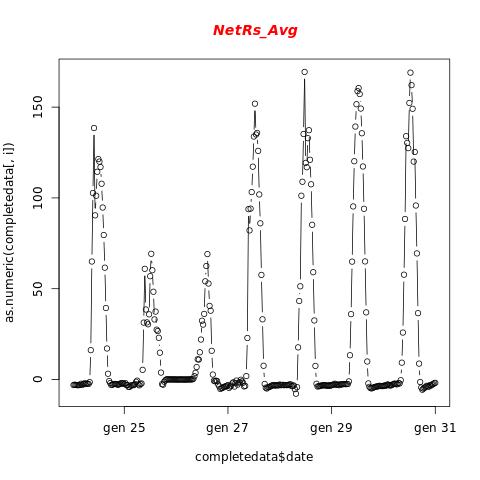 NetRs_Avg
as.numeric(completedata[, i])
150
100
50
0
gen 25
gen 27
gen 29
gen 31
completedata$date